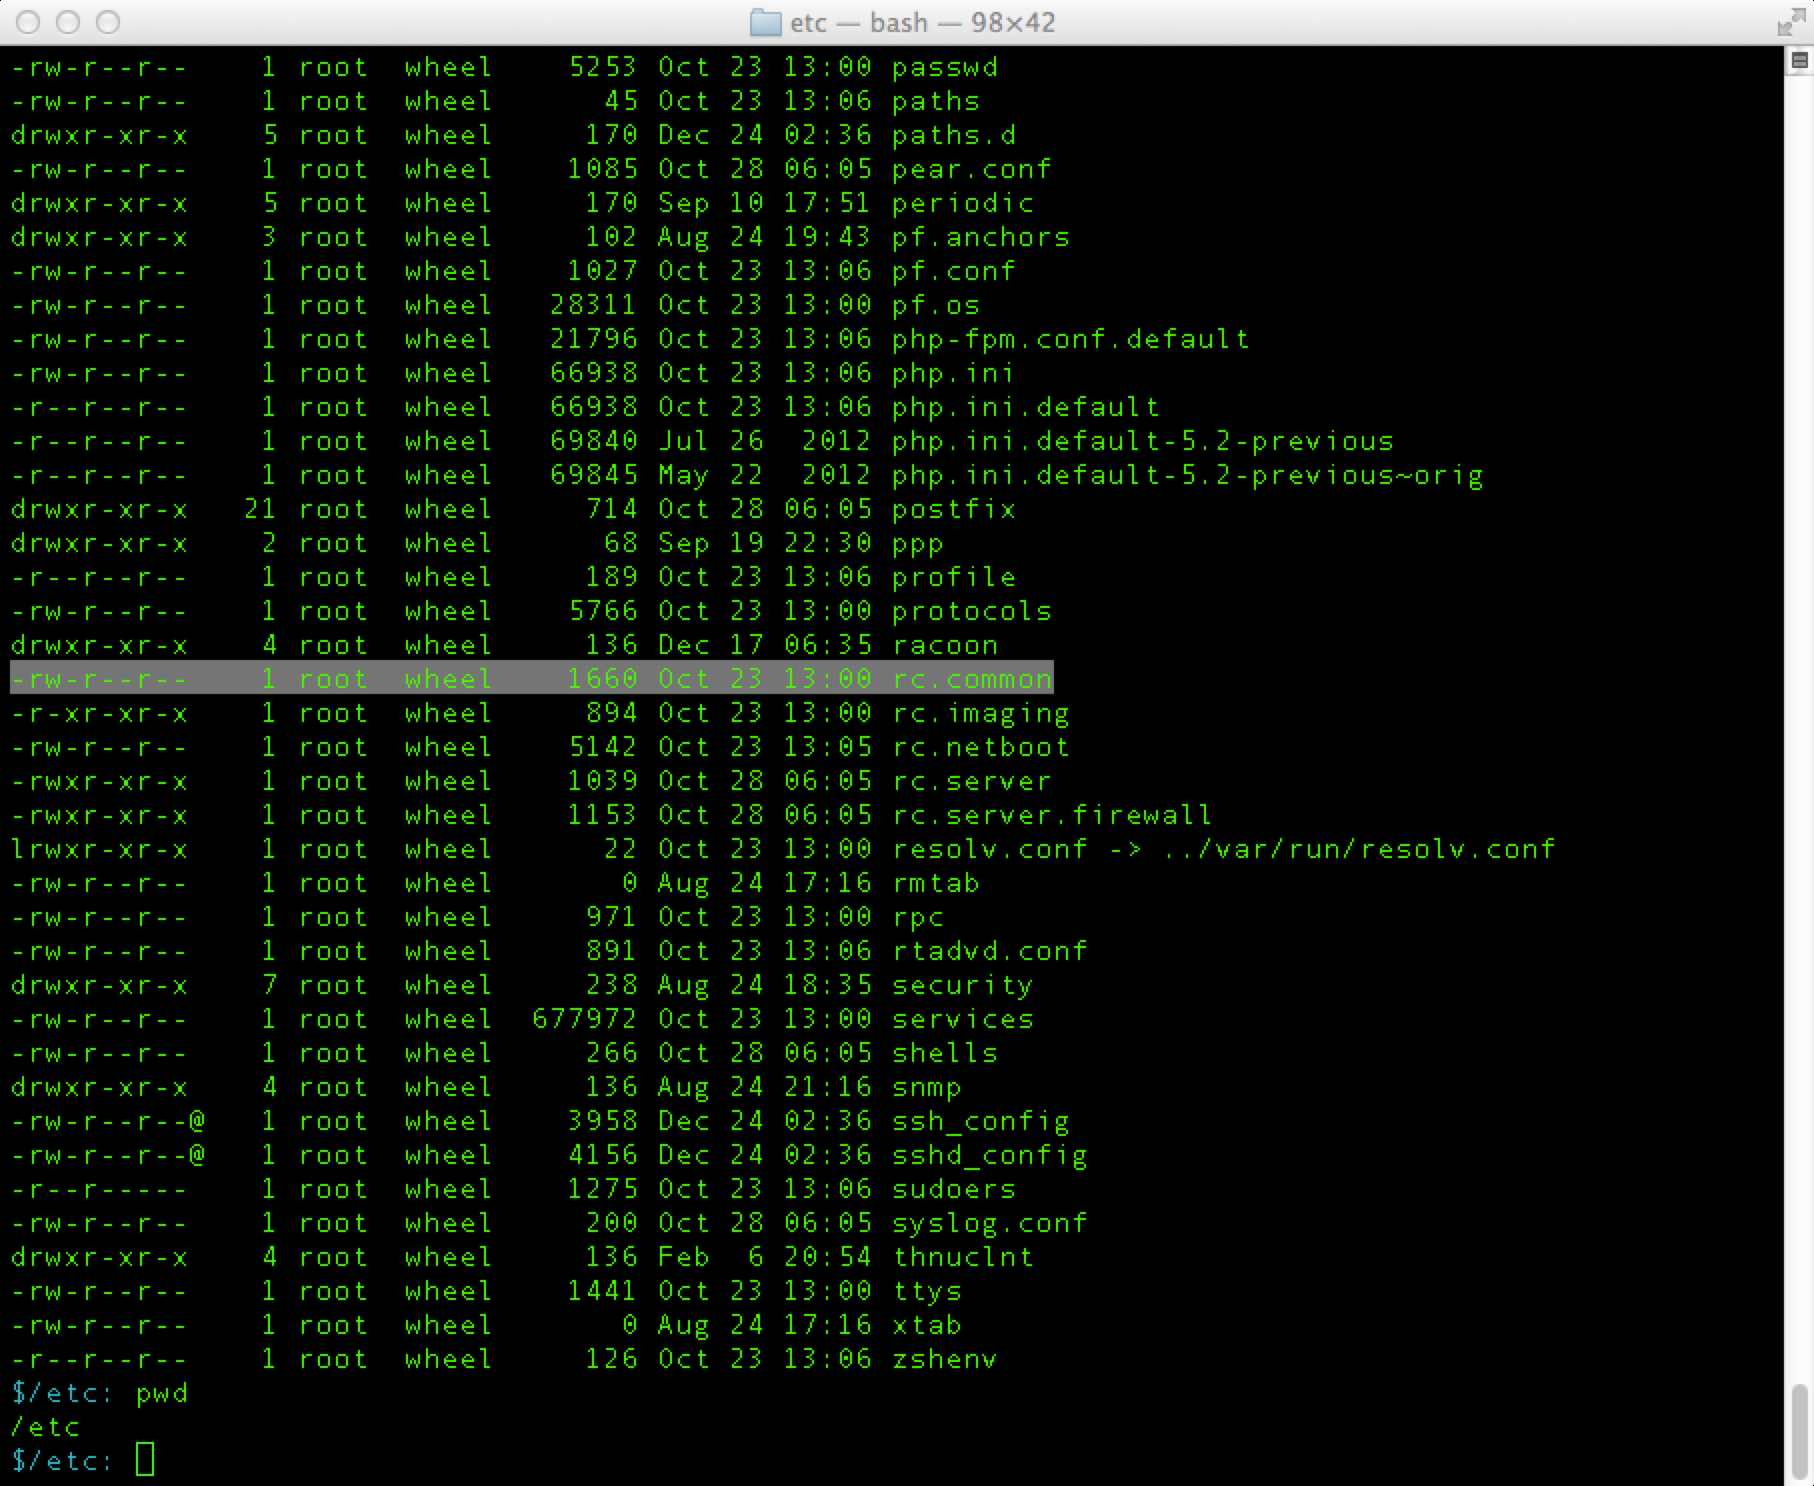 etc — bash — 98×42
-rw-r--r--    1 root  wheel    5253 Oct 23 13:00 passwd
-rw-r--r--    1 root  wheel      45 Oct 23 13:06 paths
drwxr-xr-x    5 root  wheel     170 Dec 24 02:36 paths.d
-rw-r--r--    1 root  wheel    1085 Oct 28 06:05 pear.conf
drwxr-xr-x    5 root  wheel     170 Sep 10 17:51 periodic
drwxr-xr-x    3 root  wheel     102 Aug 24 19:43 pf.anchors
-rw-r--r--    1 root  wheel    1027 Oct 23 13:06 pf.conf
-rw-r--r--    1 root  wheel   28311 Oct 23 13:00 pf.os
-rw-r--r--    1 root  wheel   21796 Oct 23 13:06 php-fpm.conf.default
-rw-r--r--    1 root  wheel   66938 Oct 23 13:06 php.ini
-r--r--r--    1 root  wheel   66938 Oct 23 13:06 php.ini.default
-r--r--r--    1 root  wheel   69840 Jul 26  2012 php.ini.default-5.2-previous
-r--r--r--    1 root  wheel   69845 May 22  2012 php.ini.default-5.2-previous~orig
drwxr-xr-x   21 root  wheel     714 Oct 28 06:05 postfix
drwxr-xr-x    2 root  wheel      68 Sep 19 22:30 ppp
-r--r--r--    1 root  wheel     189 Oct 23 13:06 profile
-rw-r--r--    1 root  wheel    5766 Oct 23 13:00 protocols
drwxr-xr-x    4 root  wheel     136 Dec 17 06:35 racoon
-rw-r--r--    1 root  wheel    1660 Oct 23 13:00 rc.common
-r-xr-xr-x    1 root  wheel     894 Oct 23 13:00 rc.imaging
-rw-r--r--    1 root  wheel    5142 Oct 23 13:05 rc.netboot
-rwxr-xr-x    1 root  wheel    1039 Oct 28 06:05 rc.server
-rwxr-xr-x    1 root  wheel    1153 Oct 28 06:05 rc.server.firewall
lrwxr-xr-x    1 root  wheel      22 Oct 23 13:00 resolv.conf -> ../var/run/resolv.conf
-rw-r--r--    1 root  wheel       0 Aug 24 17:16 rmtab
-rw-r--r--    1 root  wheel     971 Oct 23 13:00 rpc
-rw-r--r--    1 root  wheel     891 Oct 23 13:06 rtadvd.conf
drwxr-xr-x    7 root  wheel     238 Aug 24 18:35 security
-rw-r--r--    1 root  wheel  677972 Oct 23 13:00 services
-rw-r--r--    1 root  wheel     266 Oct 28 06:05 shells
drwxr-xr-x    4 root  wheel     136 Aug 24 21:16 snmp
-rw-r--r--@   1 root  wheel    3958 Dec 24 02:36 ssh_config
-rw-r--r--@   1 root  wheel    4156 Dec 24 02:36 sshd_config
-r--r-----    1 root  wheel    1275 Oct 23 13:06 sudoers
-rw-r--r--    1 root  wheel     200 Oct 28 06:05 syslog.conf
drwxr-xr-x    4 root  wheel     136 Feb  6 20:54 thnuclnt
-rw-r--r--    1 root  wheel    1441 Oct 23 13:00 ttys
-rw-r--r--    1 root  wheel       0 Aug 24 17:16 xtab
-r--r--r--    1 root  wheel     126 Oct 23 13:06 zshenv
$/etc: pwd
/etc
$/etc: